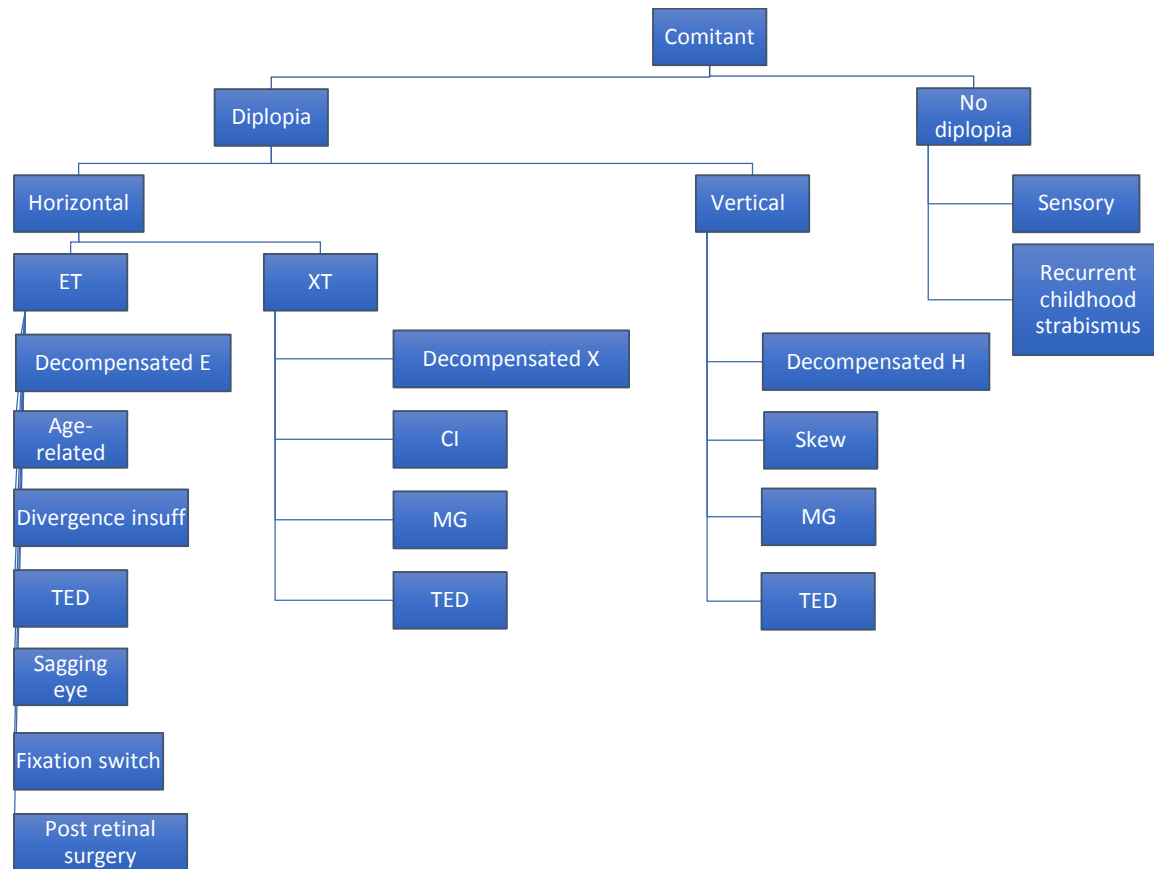 Comitant
Diplopia
No
diplopia
Horizontal
Vertical
Sensory
ET
XT
Recurrent
childhood
strabismus
Decompensated E
Decompensated X
Decompensated H
Age-
related
CI
Skew
Divergence insuff
MG
MG
TED
TED
TED
Sagging
eye
Fixation switch
Post retinal
surgery